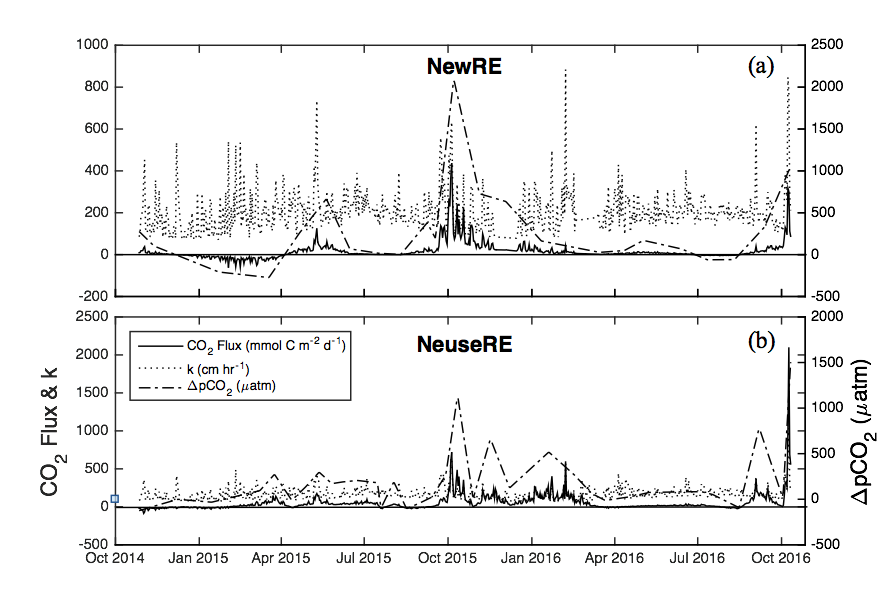 1000
800
600
400
200
0
-200
NewRE
(a)
2500
2000
1500
1000
500
0
-500
2500
2000
1500
1000
500
0
-500
CO2 Flux & k
CO2 Flux (mmol C m-2 d-1)
k (cm hr-1)
ΔpCO2 (μatm)
NeuseRE
(b)
2000
1500
1000
500
0
-500
ΔpCO2 (μatm)
Oct 2014 Jan 2015 Apr 2015 Jul 2015 Oct 2015 Jan 2016 Apr 2016 Jul 2016 Oct 2016